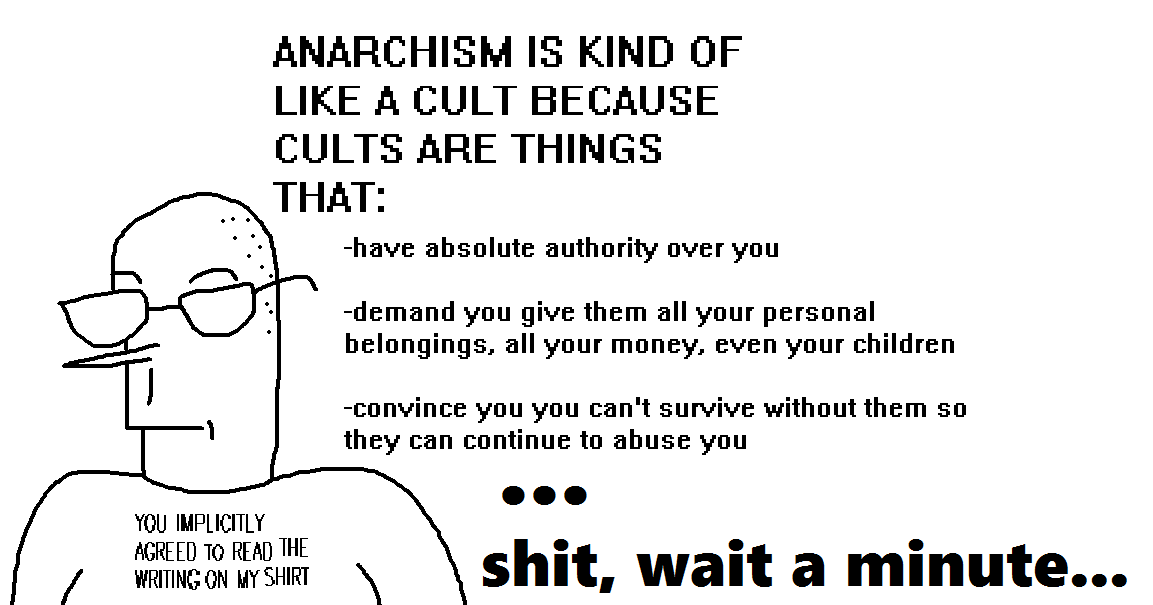 ANARCHISM IS KIND OF
LIKE A CULT BECAUSE
CULTS ARE THINGS
THAT:
-have absolute authority over you
-demand you give them all your personal
belongings, all your money, even your children
-convince you you can't survive without them so
they can continue to abuse you
...
shit, wait a minute...
YOU IMPLICITLY
AGREED TO READ THE
WRITING ON MY SHIRT